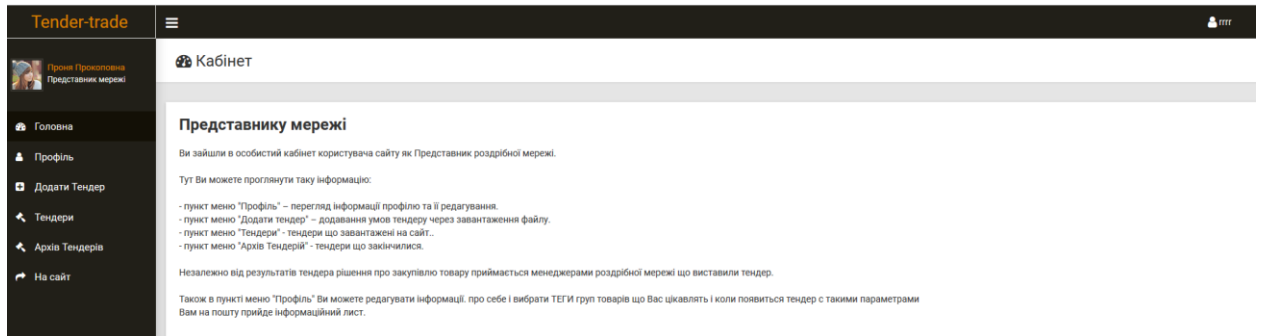 Tender-trade
rrrr
Проня Прокоповна
Представник мережі
Кабінет
Головна
Профіль
Додати Тендер
Тендери
Архів Тендерів
На сайт
Представнику мережі
Ви зайшли в особистий кабінет користувача сайту як Представник роздрібної мережі.
Тут Ви можете проглянути таку інформацію:
- пункт меню "Профіль" – перегляд інформації профілю та її редагування.
- пункт меню "Додати тендер" – додавання умов тендеру через завантаження файлу.
- пункт меню "Тендери" - тендери що завантажені на сайт..
- пункт меню "Архів Тендерій" - тендери що закінчилися.
Незалежно від результатів тендера рішення про закупівлю товару приймається менеджерами роздрібної мережі що виставили тендер.
Також в пункті меню "Профіль" Ви можете редагувати інформації. про себе і вибрати ТЕГИ груп товарів що Вас цікавлять і коли появиться тендер с такими параметрами
Вам на пошту прийде інформаційний лист.